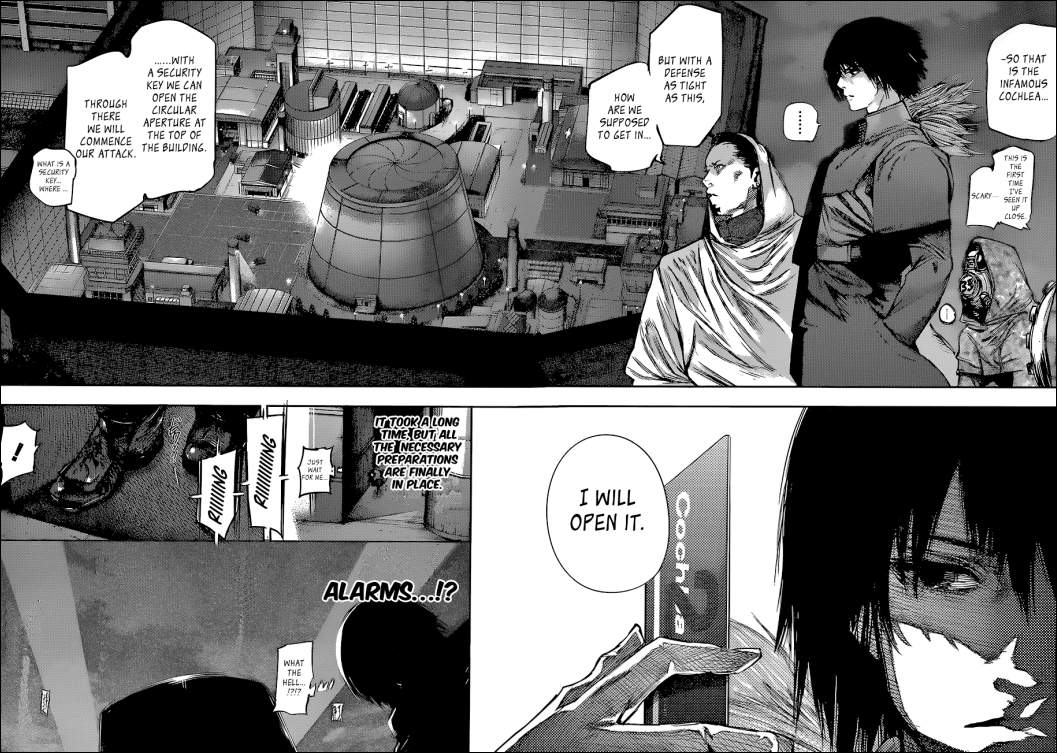 -SO THAT
IS THE
INFAMOUS
COCHLEA...
THIS IS
THE
FIRST
TIME
I'VE
SEEN IT
UP
CLOSE.
SCARY---
......
BUT WITH A
DEFENSE
AS TIGHT
AS THIS,
HOW
ARE WE
SUPPOSED
TO GET IN...
......WITH
A SECURITY
KEY WE CAN
OPEN THE
CIRCULAR
APERTURE AT
THE TOP OF
THE BUILDING.
THROUGH
THERE
WE WILL
COMMENCE
OUR ATTACK.
WHAT IS A
SECURITY
KEY...
WHERE ...
I WILL
OPEN IT.
Coch
ea
2
IT TOOK A LONG
TIME, BUT ALL
THE NECESSARY
PREPARATIONS
ARE FINALLY
IN PLACE.
JUST
WAIT
FOR ME...
RIIIIIING
RIIIIING
!
ALARMS...!?
WHAT
THE
HELL...
!?!?